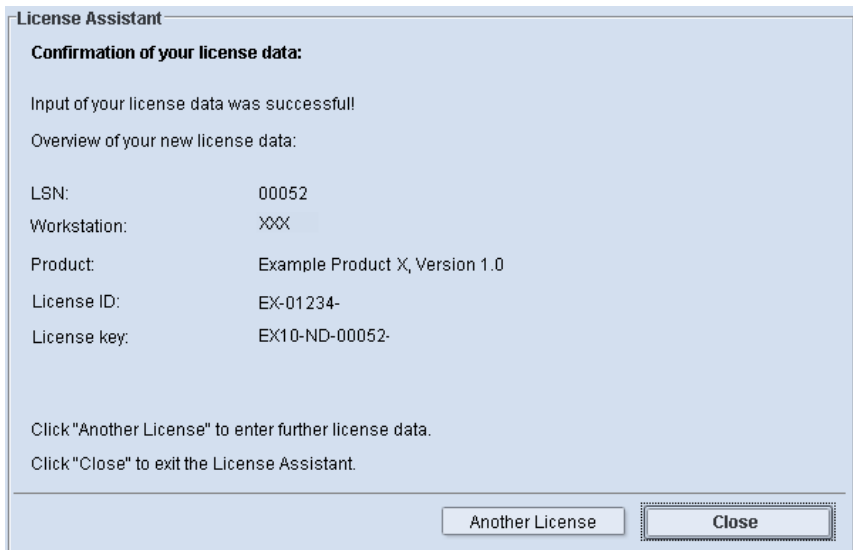 License Assistant
Confirmation of your license data:
Input of your license data was successful!
Overview of your new license data:
LSN: 00052
Workstation: XXX
Product: Example Product X, Version 1.0
License ID: EX-01234-
License key: EX10-ND-00052-
Click "Another License" to enter further license data.
Click "Close" to exit the License Assistant.
Another License Close